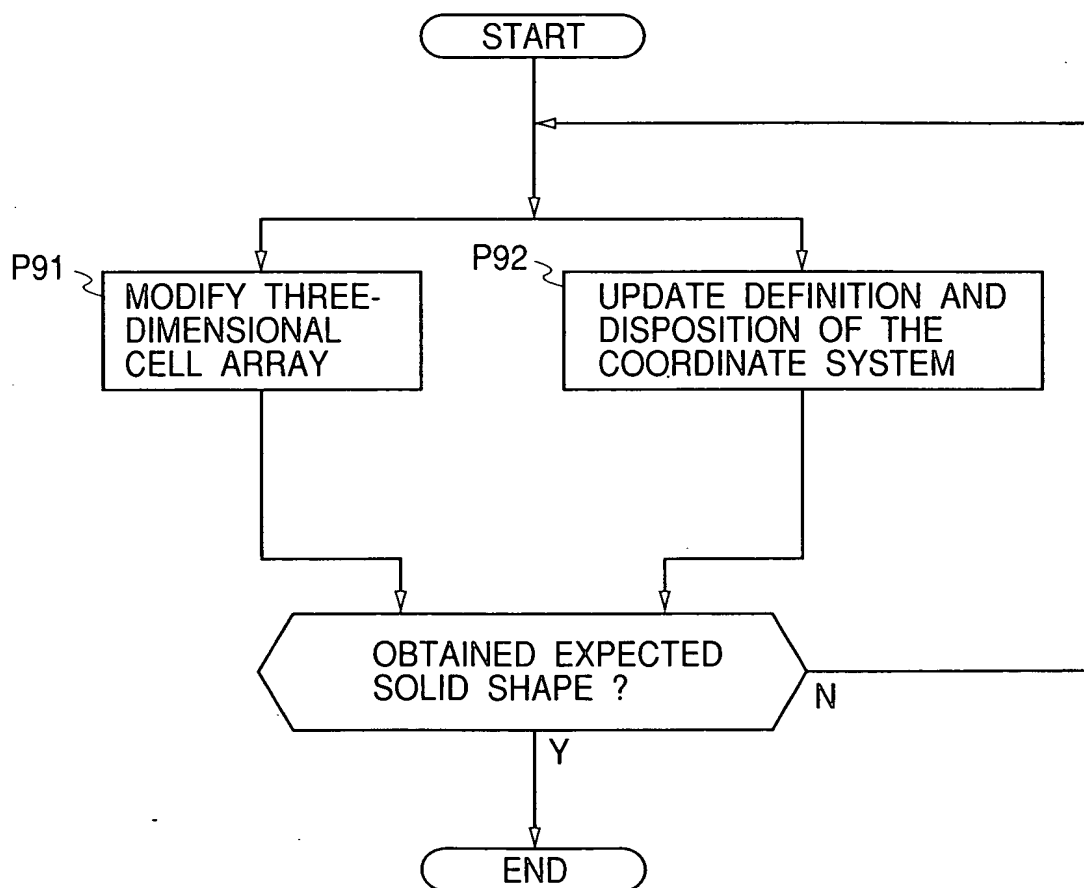 START
P91
MODIFY THREE-
DIMENSIONAL
CELL ARRAY
P92
UPDATE DEFINITION AND
DISPOSITION OF THE
COORDINATE SYSTEM
OBTAINED EXPECTED
SOLID SHAPE ?
N
Y
END